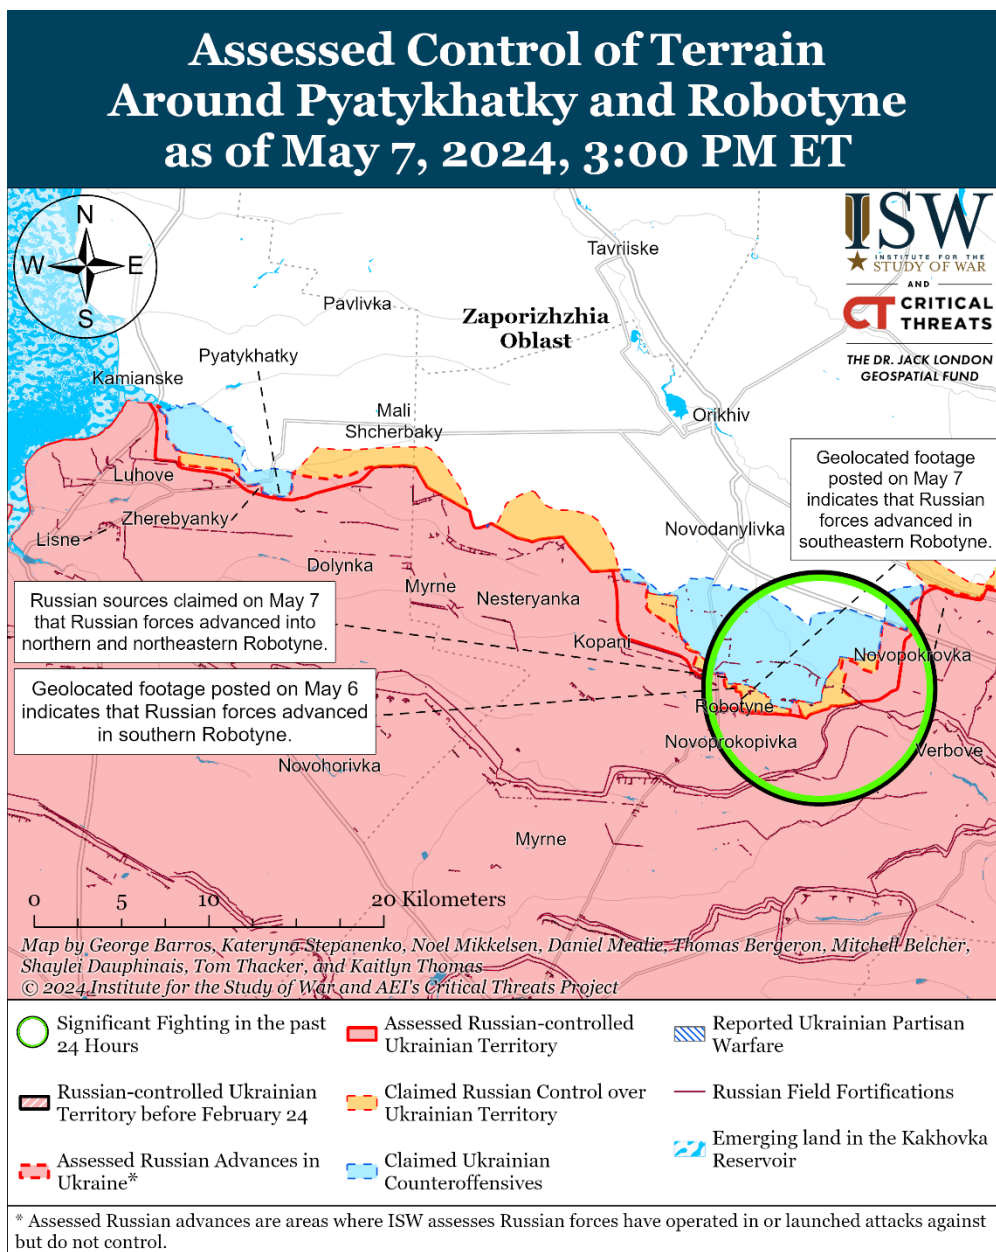 Assessed Control of Terrain
Around Pyatykhatky and Robotyne
as of May 7, 2024, 3:00 PM ET
N
W
E
S
ISW
INSTITUTE FOR THE
STUDY OF WAR
AND
CT CRITICAL
THREATS
THE DR. JACK LONDON
GEOSPATIAL FUND
Tavriiske
Pavlivka
Zaporizhzhia
Oblast
Pyatykhatky
Kamianske
Mali
Shcherbaky
Orikhiv
Geolocated footage
posted on May 7
indicates that Russian
forces advanced in
southeastern Robotyne.
Luhove
Zherebyanky
Lisne
Novodanylivka
Dolynka
Myrne
Nesteryanka
Russian sources claimed on May 7
that Russian forces advanced into
northern and northeastern Robotyne.
Kopani
Novopokrovka
Geolocated footage posted on May 6
indicates that Russian forces advanced
in southern Robotyne.
Robotyne
Novoprokopivka
Verbove
Novohorivka
Myrne
0 5 10 20 Kilometers
Map by George Barros, Kateryna Stepanenko, Noel Mikkelsen, Daniel Mealie, Thomas Bergeron, Mitchell Belcher,
Shaylei Dauphinais, Tom Thacker, and Kaitlyn Thomas
© 2024 Institute for the Study of War and AEI's Critical Threats Project
Significant Fighting in the past
24 Hours
Russian-controlled Ukrainian
Territory before February 24
Assessed Russian Advances in
Ukraine*
Assessed Russian-controlled
Ukrainian Territory
Claimed Russian Control over
Ukrainian Territory
Claimed Ukrainian
Counteroffensives
Reported Ukrainian Partisan
Warfare
Russian Field Fortifications
Emerging land in the Kakhovka
Reservoir
* Assessed Russian advances are areas where ISW assesses Russian forces have operated in or launched attacks against
but do not control.